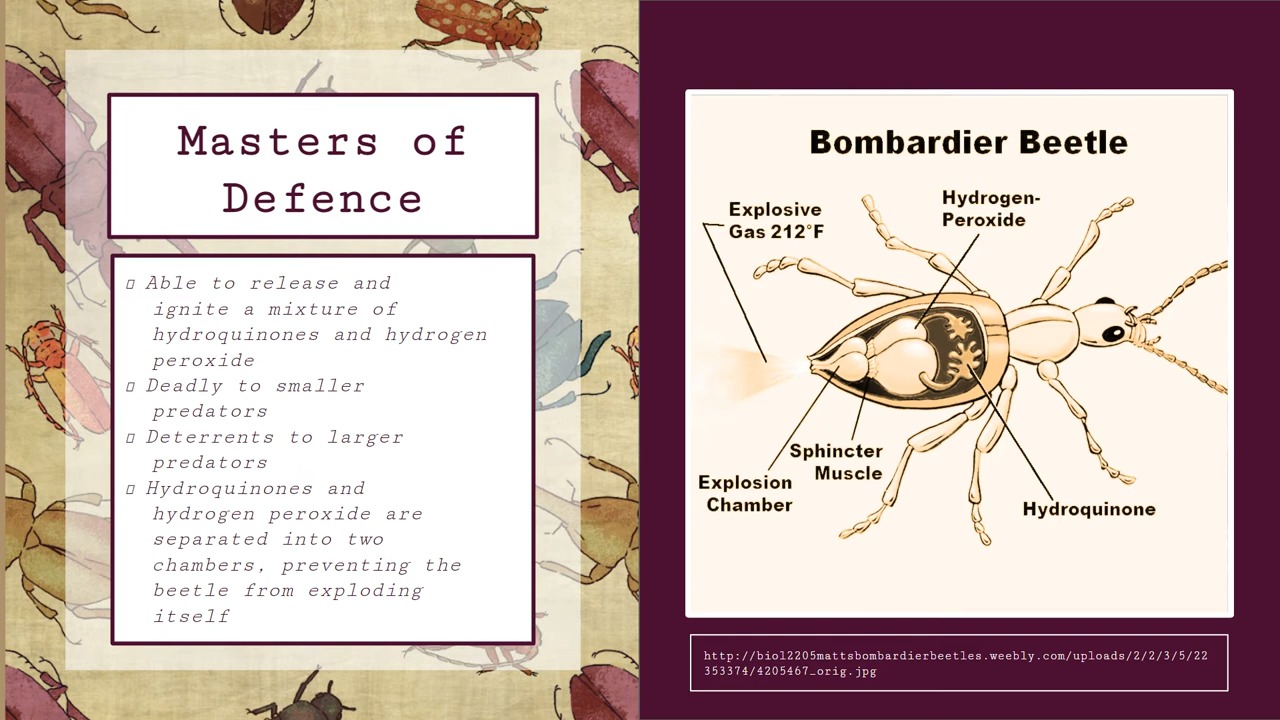 Masters of
Defence
Able to release and
ignite a mixture of
hydroquinones and hydrogen
peroxide
Deadly to smaller
predators
Deterrents to larger
predators
Hydroquinones and
hydrogen peroxide are
separated into two
chambers, preventing the
beetle from exploding
itself
Bombardier Beetle
Explosive
Gas 212°F
Hydrogen-
Peroxide
Sphincter
Muscle
Explosion
Chamber
Hydroquinone
http://biol2205mattsbombardierbeetles.weebly.com/uploads/2/2/3/5/22
353374/4205467_orig.jpg